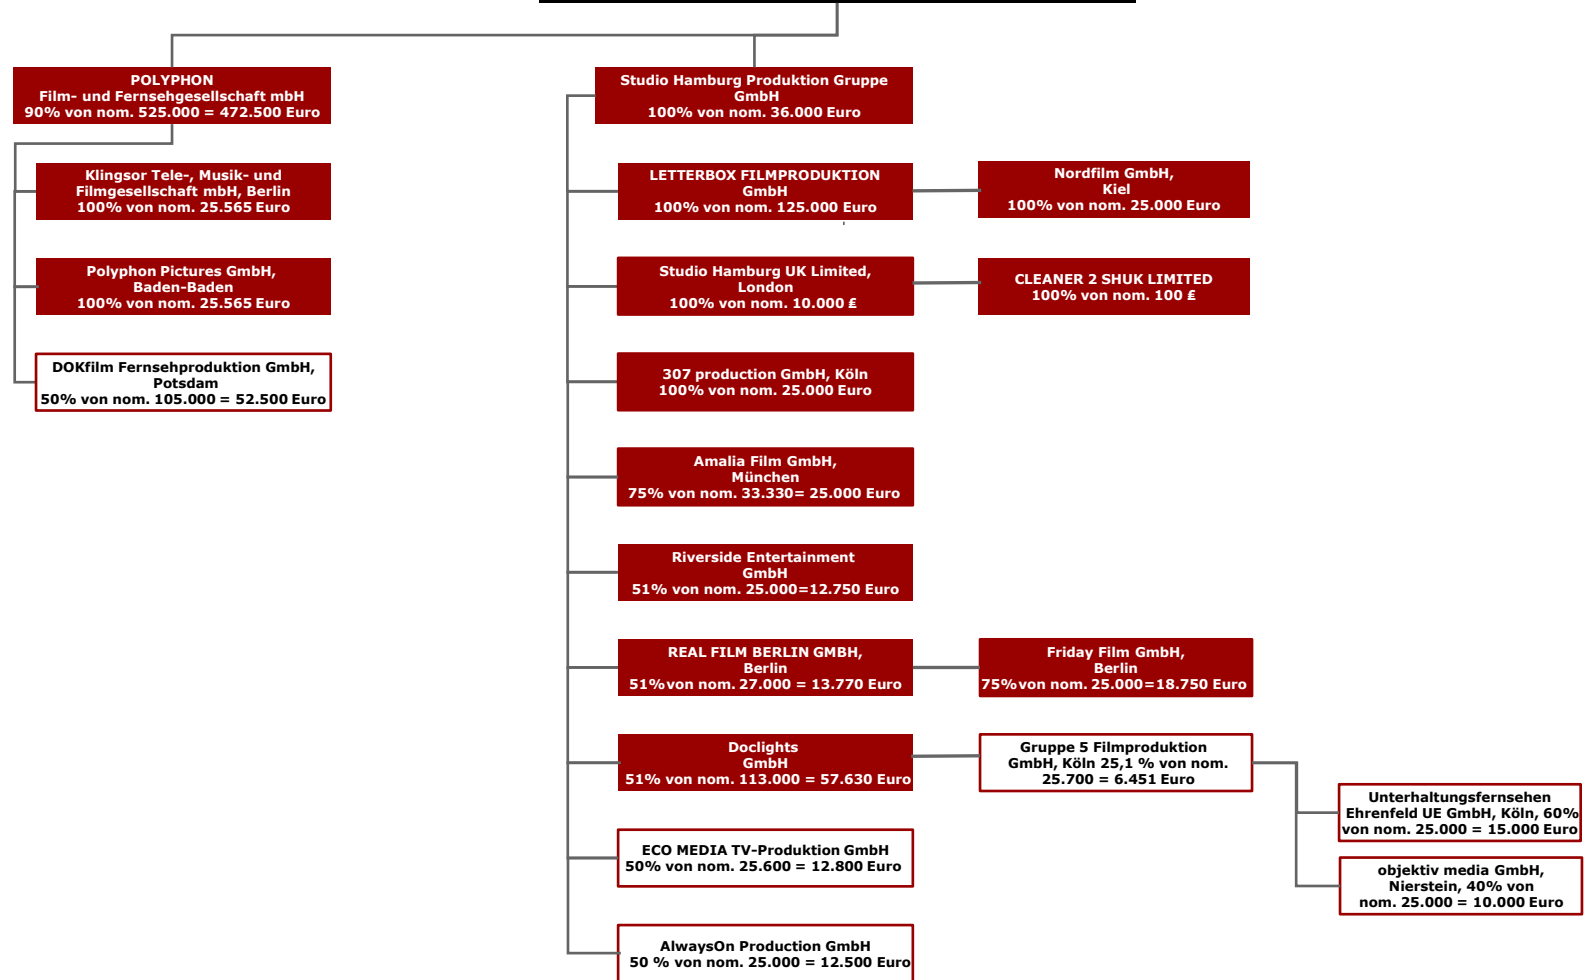 POLYPHON
Film- und Fernsehgesellschaft mbH
90% von nom. 525.000 = 472.500 Euro
Klingsor Tele-, Musik- und
Filmgesellschaft mbH, Berlin
100% von nom. 25.565 Euro
Polyphon Pictures GmbH,
Baden-Baden
100% von nom. 25.565 Euro
DOKfilm Fernsehproduktion GmbH,
Potsdam
50% von nom. 105.000 = 52.500 Euro
Studio Hamburg Produktion Gruppe
GmbH
100% von nom. 36.000 Euro
LETTERBOX FILMPRODUKTION
GmbH
100% von nom. 125.000 Euro
Nordfilm GmbH,
Kiel
100% von nom. 25.000 Euro
Studio Hamburg UK Limited,
London
100% von nom. 10.000 ₤
CLEANER 2 SHUK LIMITED
100% von nom. 100 ₤
307 production GmbH, Köln
100% von nom. 25.000 Euro
Amalia Film GmbH,
München
75% von nom. 33.330= 25.000 Euro
Riverside Entertainment
GmbH
51% von nom. 25.000=12.750 Euro
REAL FILM BERLIN GMBH,
Berlin
51% von nom. 27.000 = 13.770 Euro
Friday Film GmbH,
Berlin
75% von nom. 25.000=18.750 Euro
Doclights
GmbH
51% von nom. 113.000 = 57.630 Euro
Gruppe 5 Filmproduktion
GmbH, Köln 25,1 % von nom.
25.700 = 6.451 Euro
Unterhaltungsfernsehen
Ehrenfeld UE GmbH, Köln, 60%
von nom. 25.000 = 15.000 Euro
objektiv media GmbH,
Nierstein, 40% von
nom. 25.000 = 10.000 Euro
ECO MEDIA TV-Produktion GmbH
50% von nom. 25.600 = 12.800 Euro
AlwaysOn Production GmbH
50 % von nom. 25.000 = 12.500 Euro